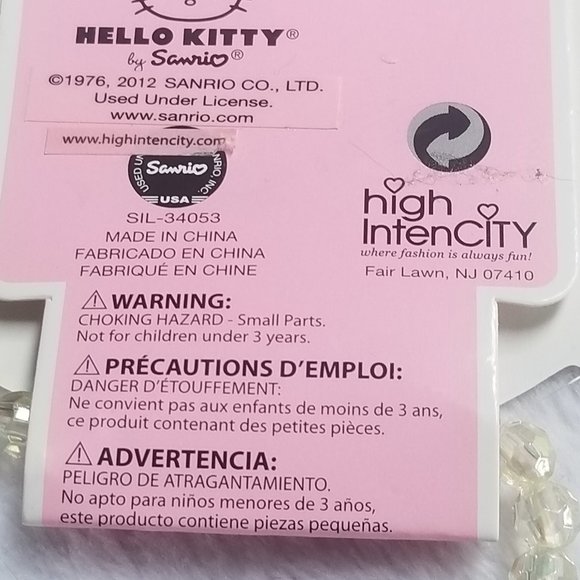 HELLO KITTY®
by Sanrio®
©1976, 2012 SANRIO CO., LTD.
Used Under License.
www.sanrio.com
www.highintencity.com
USED UN
Sanrio
RIO INC.
USA
SIL-34053
MADE IN CHINA
FABRICADO EN CHINA
FABRIQUÉ EN CHINE
high
IntenCITY
where fashion is always fun!
Fair Lawn, NJ 07410
WARNING:
CHOKING HAZARD - Small Parts.
Not for children under 3 years.
PRÉCAUTIONS D'EMPLOI:
DANGER D'ÉTOUFFEMENT:
Ne convient pas aux enfants de moins de 3 ans,
ce produit contenant des petites pièces.
ADVERTENCIA:
PELIGRO DE ATRAGANTAMIENTO.
No apto para niños menores de 3 años,
este producto contiene piezas pequeñas.